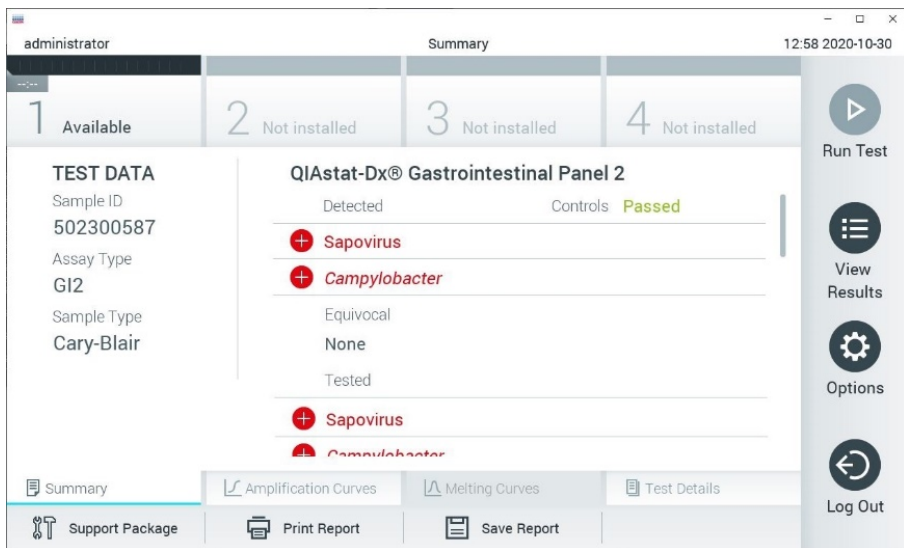 administrator Summary 12:58 2020-10-30
--:--
1 Available 2 Not installed 3 Not installed 4 Not installed
Run Test
TEST DATA
Sample ID
502300587
Assay Type
GI2
Sample Type
Cary-Blair
QIAstat-Dx® Gastrointestinal Panel 2
Detected Controls Passed
Sapovirus
Campylobacter
Equivocal
None
Tested
Sapovirus
Campylobacter
View
Results
Options
Log Out
Summary Amplification Curves Melting Curves Test Details
Support Package Print Report Save Report